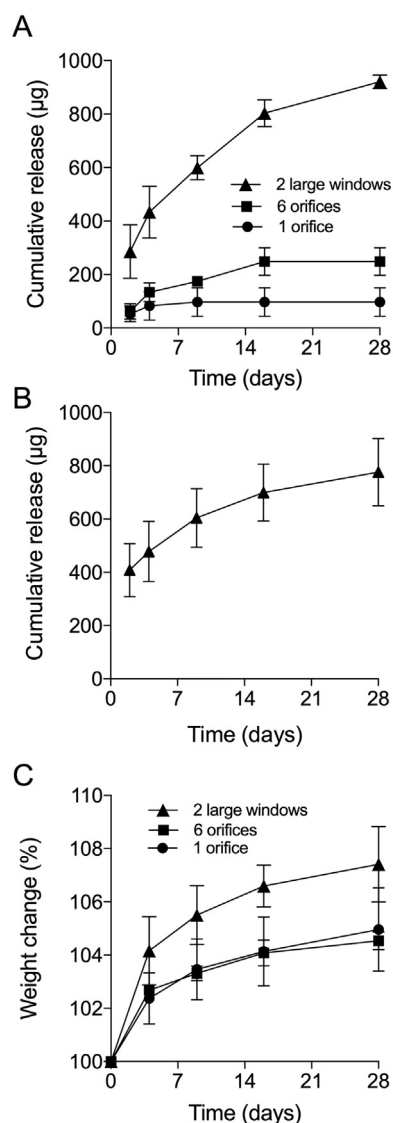 A
Cumulative release (µg)
1000
800
600
400
200
0
2 large windows
6 orifices
1 orifice
0 7 14 21 28
Time (days)
B
Cumulative release (µg)
1000
800
600
400
200
0
0 7 14 21 28
Time (days)
C
Weight change (%)
110
108
106
104
102
100
2 large windows
6 orifices
1 orifice
0 7 14 21 28
Time (days)